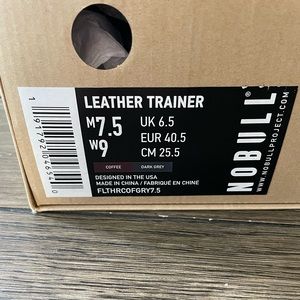 LEATHER TRAINER
M7.5 UK 6.5
W9 EUR 40.5
CM 25.5
COFFEE DARK GREY
DESIGNED IN THE USA
MADE IN CHINA / FABRIQUÉ EN CHINE
FLTHRCOFGRY7.5
NOBULL
WWW.NOBULLPROJECT.COM